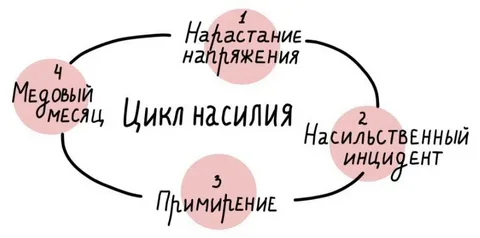 1
Нарастание
напряжения
4
Медовый
месяц
Цикл насилия
2
Насильственный
инцидент
3
Примирение